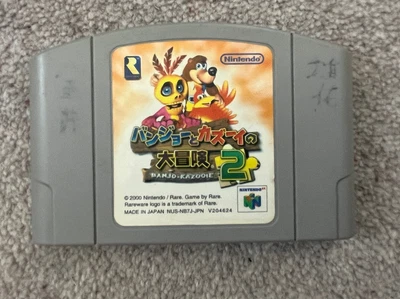 RARE
Nintendo
バンジョーとカズーイの
大冒険2
BANJO-KAZOOIE
© 2000 Nintendo / Rare. Game by Rare.
Rareware logo is a trademark of Rare.
MADE IN JAPAN NUS-NB7J-JPN V204624
NINTENDO 64